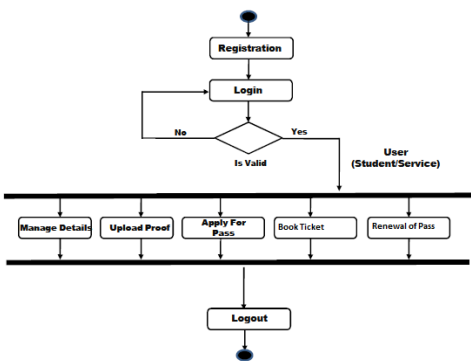 Registration
Login
No
Yes
Is Valid
User
(Student/Service)
Manage Details
Upload Proof
Apply For
Pass
Book Ticket
Renewal of Pass
Logout